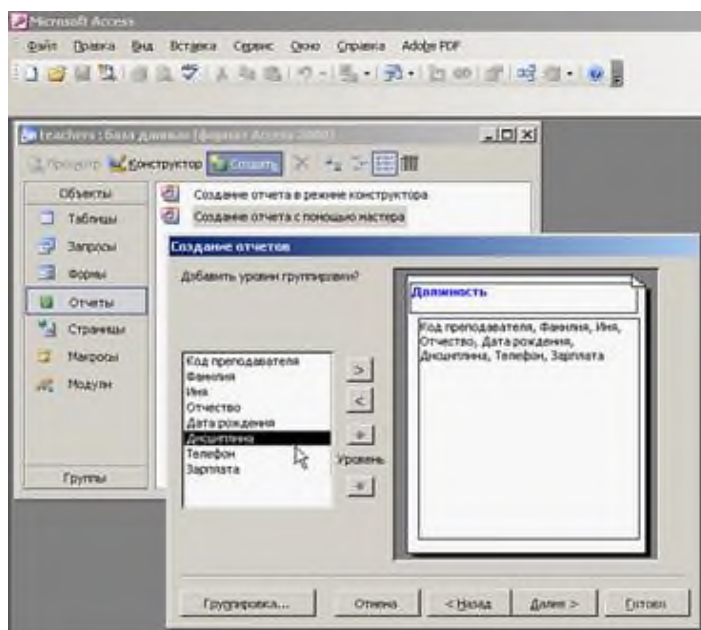 Microsoft Access
Файл Правка Вид Вставка Сервис Окно Справка Adobe PDF
teachers : база данных (формат Access 2000)
Просмотр Конструктор Создать
Объекты
Таблицы
Запросы
Формы
Отчеты
Страницы
Макросы
Модули
Группы
Создание отчета в режиме конструктора
Создание отчета с помощью мастера
Создание отчетов
Добавить уровни группировки?
Код преподавателя
Фамилия
Имя
Отчество
Дата рождения
Дисциплина
Телефон
Зарплата
>
<
Уровень
Должность
Код преподавателя, Фамилия, Имя,
Отчество, Дата рождения,
Дисциплина, Телефон, Зарплата
Группировка... Отмена < Назад Далее > Готово